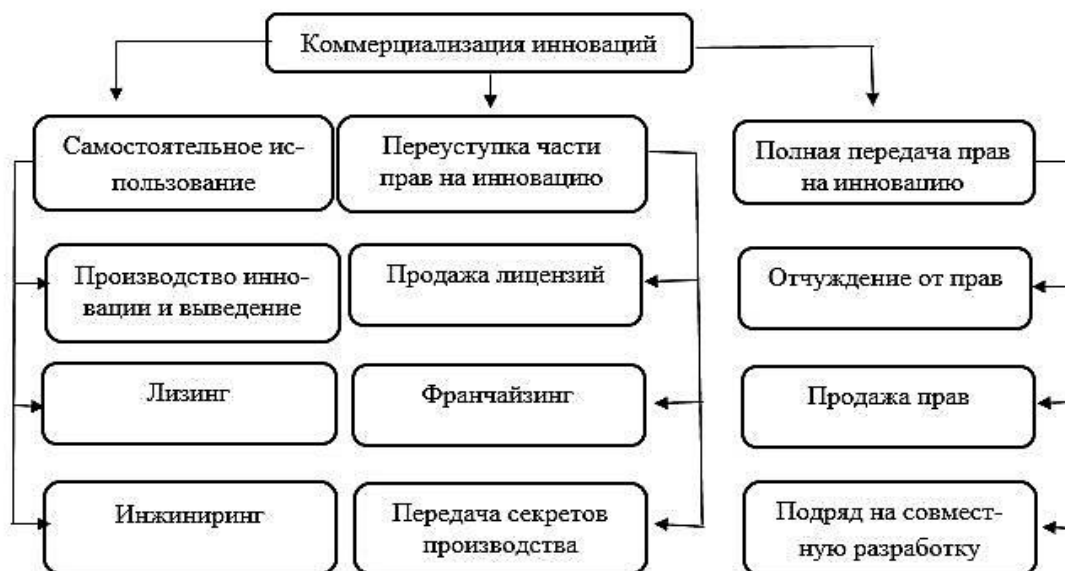 Коммерциализация инноваций
Самостоятельное ис-
пользование
Переуступка части
прав на инновацию
Полная передача прав
на инновацию
Производство инно-
вации и выведение
Продажа лицензий
Отчуждение от прав
Лизинг
Франчайзинг
Продажа прав
Инжиниринг
Передача секретов
производства
Подряд на совмест-
ную разработку